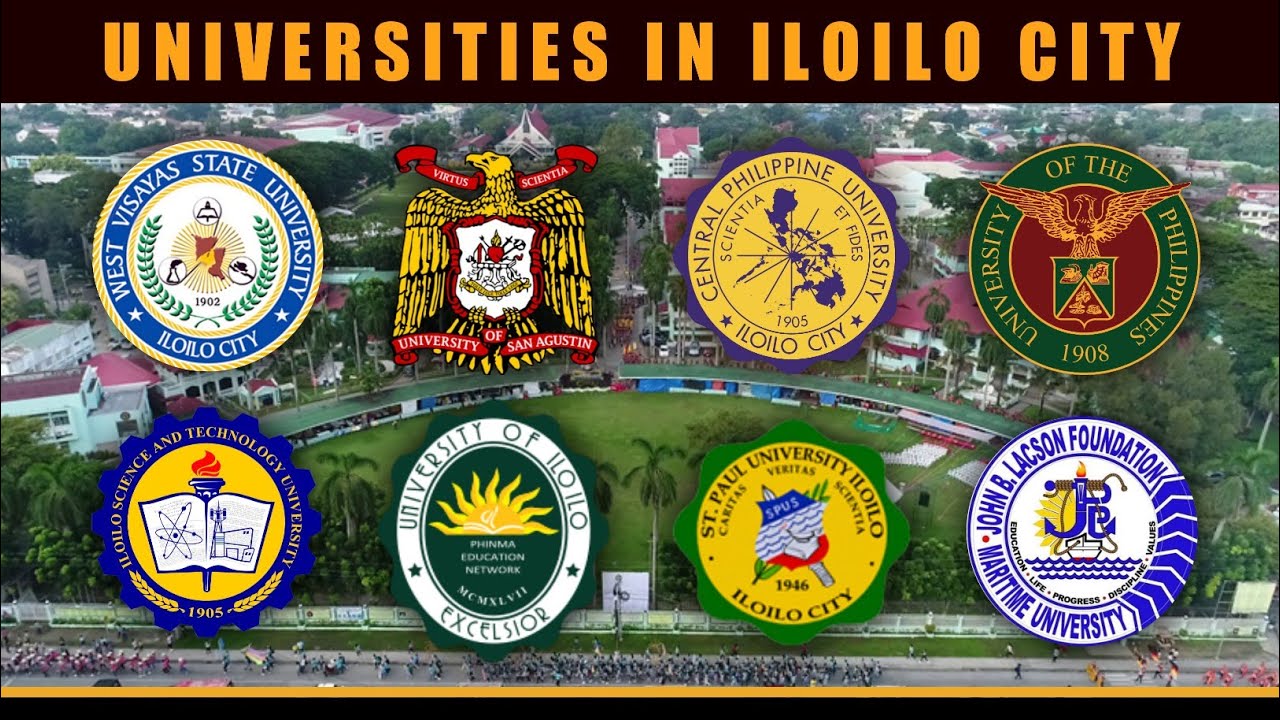 UNIVERSITIES IN ILOILO CITY
WEST VISAYAS STATE UNIVERSITY
1902
ILOILO CITY
VIRTUS SCIENTIA
UNIVERSITY OF SAN AGUSTIN
CENTRAL PHILIPPINE UNIVERSITY
SCIENTIA ET FIDES
1905
ILOILO CITY
UNIVERSITY OF THE PHILIPPINES
1908
ILOILO SCIENCE AND TECHNOLOGY UNIVERSITY
1905
UNIVERSITY OF ILOILO
PHINMA
EDUCATION
NETWORK
MCMXLVII
EXCELSIOR
ST. PAUL UNIVERSITY ILOILO
CARITAS VERITAS SCIENTIA
SPUS
1946
ILOILO CITY
JOHN B. LACSON FOUNDATION
EDUCATION • LIFE • PROGRESS • DISCIPLINE • VALUES
MARITIME UNIVERSITY